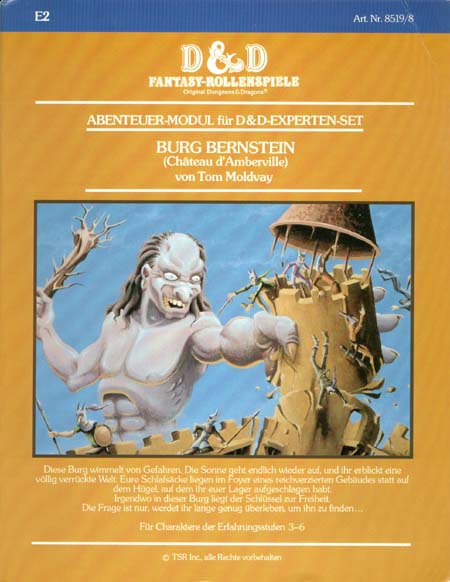 E2
Art. Nr. 8519/8
D&D
FANTASY-ROLLENSPIELE
Original Dungeons & Dragons®
ABENTEUER-MODUL für D&D-EXPERTEN-SET
BURG BERNSTEIN
(Château d'Amberville)
von Tom Moldvay
Diese Burg wimmelt von Gefahren. Die Sonne geht endlich wieder auf, und ihr erblickt eine
völlig verrückte Welt. Eure Schlafsäcke liegen im Foyer eines reichverzierten Gebäudes statt auf
dem Hügel, auf dem ihr euer Lager aufgeschlagen habt.
Irgendwo in dieser Burg liegt der Schlüssel zur Freiheit.
Die Frage ist nur, werdet ihr lange genug überleben, um ihn zu finden…
Für Charaktere der Erfahrungsstufen 3–6
© TSR Inc., alle Rechte vorbehalten